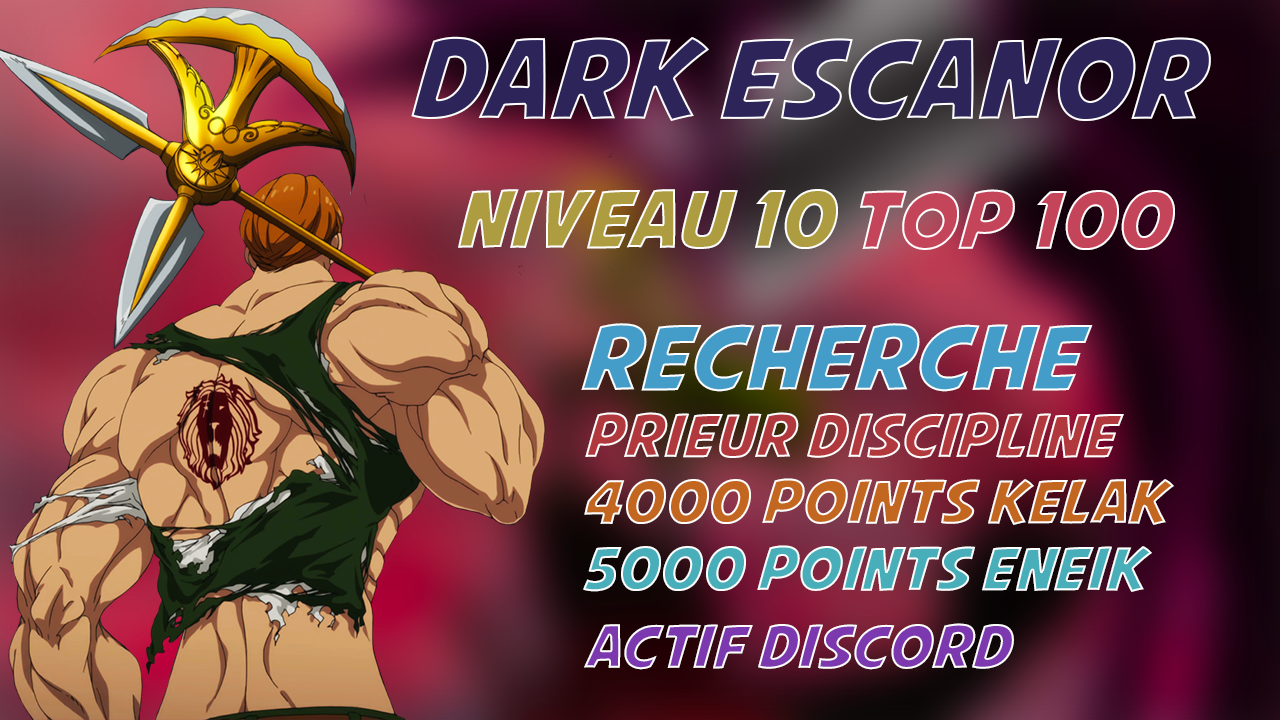 DARK ESCANOR
NIVEAU 10 TOP 100
RECHERCHE
PRIEUR DISCIPLINE
4000 POINTS KELAK
5000 POINTS ENEIK
ACTIF DISCORD